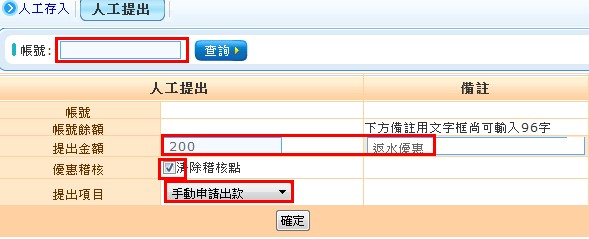 人工存入 人工提出
帳號: 查詢
人工提出 備註
帳號
帳號餘額 下方備註用文字框尚可輸入96字
提出金額 200 返水優惠
優惠稽核 清除稽核點
提出項目 手動申請出款
確定